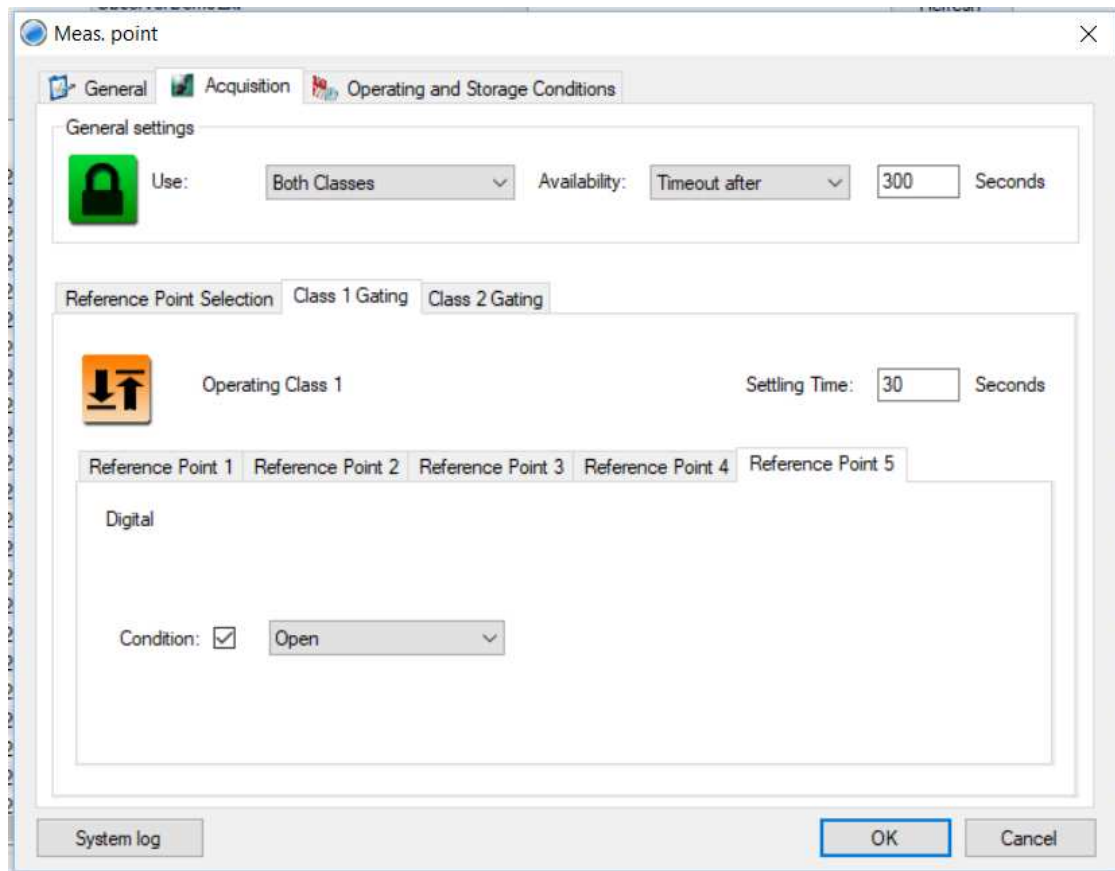 Meas. point
General Acquisition Operating and Storage Conditions
General settings
Use: Both Classes Availability: Timeout after 300 Seconds
Reference Point Selection Class 1 Gating Class 2 Gating
Operating Class 1 Settling Time: 30 Seconds
Reference Point 1 Reference Point 2 Reference Point 3 Reference Point 4 Reference Point 5
Digital
Condition: Open
System log OK Cancel